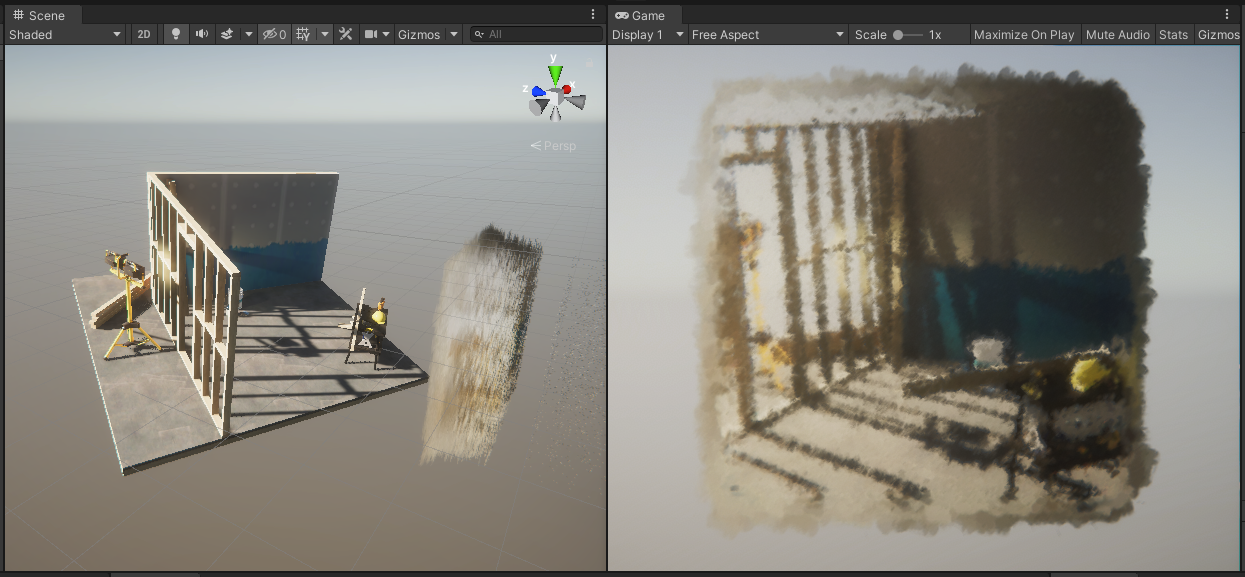 Scene
Shaded 2D 0 Gizmos All
y
x
z
Persp
Game
Display 1 Free Aspect Scale 1x Maximize On Play Mute Audio Stats Gizmos